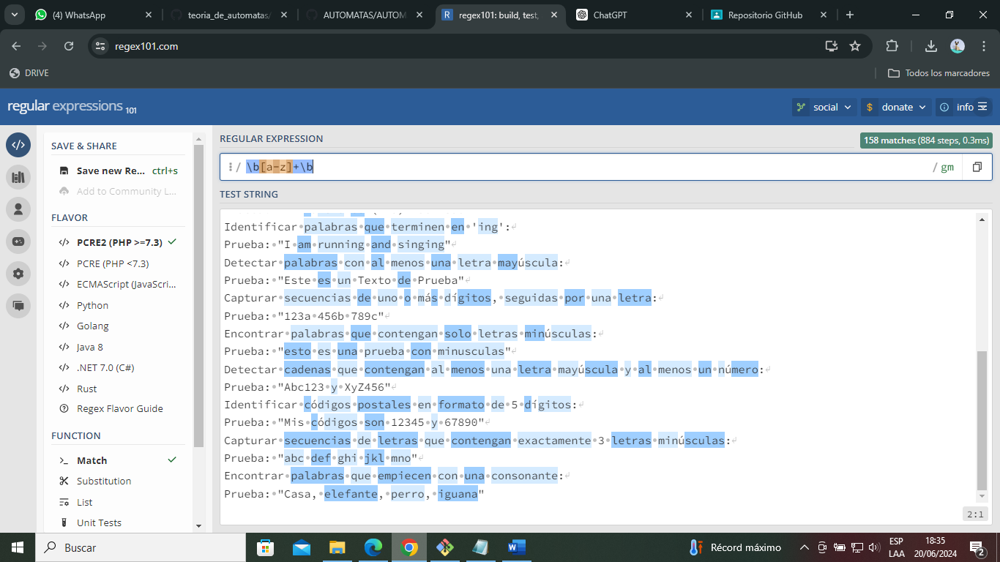 (4) WhatsApp
teoria_de_automatas/
AUTOMATAS/AUTOM
regex101: build, test,
ChatGPT
Repositorio GitHub
regex101.com
DRIVE
Todos los marcadores
regular expressions 101
social
$ donate
info
SAVE & SHARE
Save new Re... ctrl+s
Add to Community L...
FLAVOR
PCRE2 (PHP >=7.3)
PCRE (PHP <7.3)
ECMAScript (JavaScri...
Python
Golang
Java 8
.NET 7.0 (C#)
Rust
Regex Flavor Guide
FUNCTION
Match
Substitution
List
Unit Tests
REGULAR EXPRESSION
158 matches (884 steps, 0.3ms)
/ \b[a-z]+\b / gm
TEST STRING
Identificar palabras que terminen en 'ing':
Prueba: "I am running and singing"
Detectar palabras con al menos una letra mayúscula:
Prueba: "Este es un Texto de Prueba"
Capturar secuencias de uno o más dígitos, seguidas por una letra:
Prueba: "123a 456b 789c"
Encontrar palabras que contengan solo letras minúsculas:
Prueba: "esto es una prueba con minusculas"
Detectar cadenas que contengan al menos una letra mayúscula y al menos un número:
Prueba: "Abc123 y XyZ456"
Identificar códigos postales en formato de 5 dígitos:
Prueba: "Mis códigos son 12345 y 67890"
Capturar secuencias de letras que contengan exactamente 3 letras minúsculas:
Prueba: "abc def ghi jkl mno"
Encontrar palabras que empiecen con una consonante:
Prueba: "Casa, elefante, perro, iguana"
2:1
Buscar
Récord máximo
ESP
LAA
18:35
20/06/2024
2